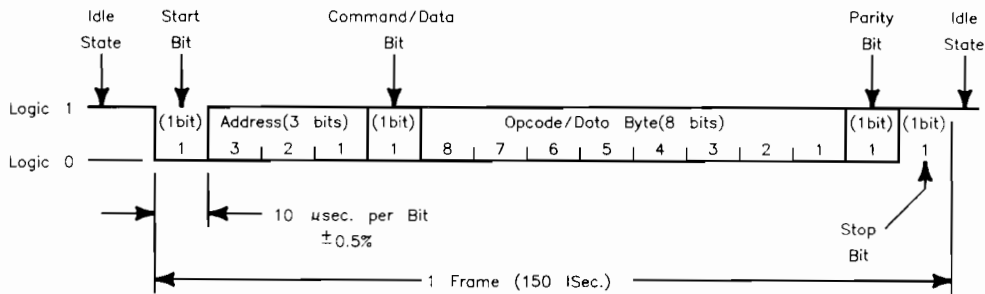 Idle State
Start Bit
Command/Data Bit
Parity Bit
Idle State
Logic 1
(1bit) Address(3 bits) (1bit) Opcode/Doto Byte(8 bits) (1bit) (1bit)
Logic 0
1 3 2 1 1 8 7 6 5 4 3 2 1 1 1
10 µsec. per Bit
±0.5%
Stop Bit
1 Frame (150 lSec.)